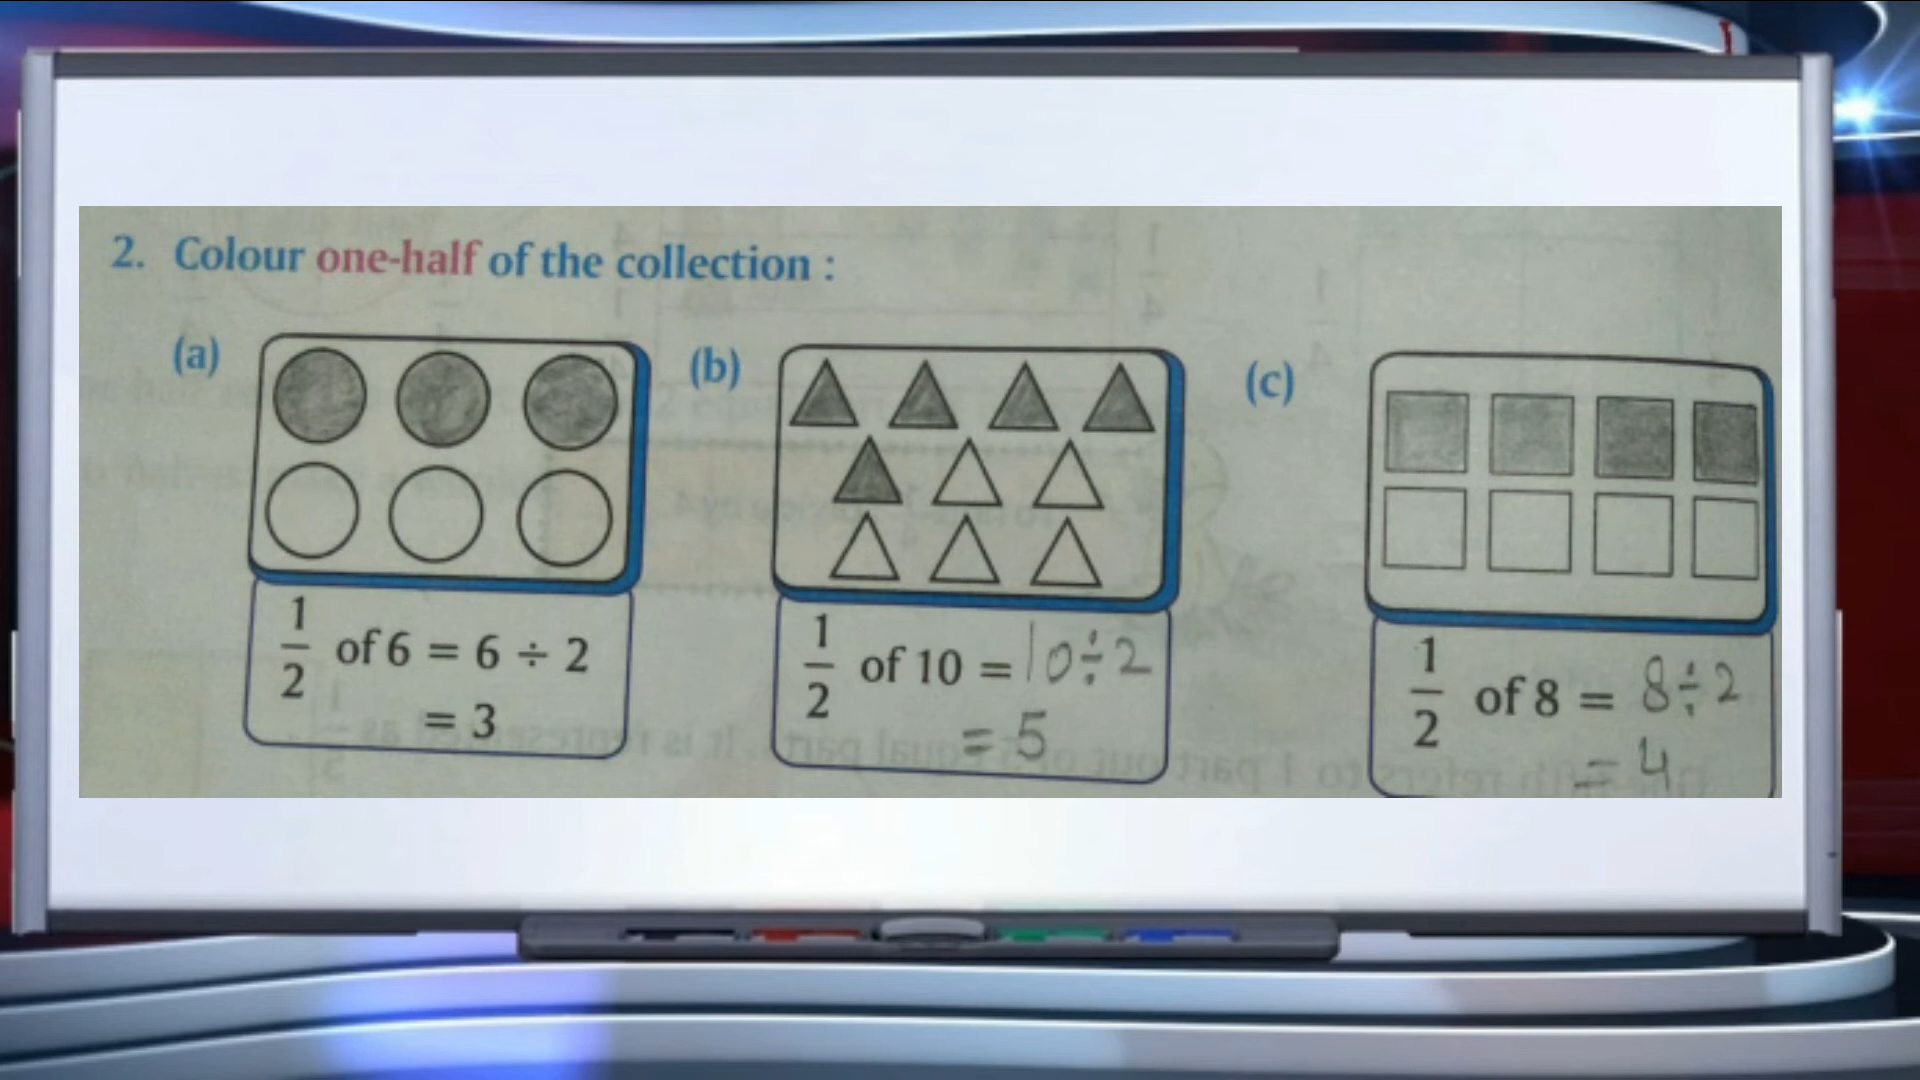 2. Colour one-half of the collection :
(a)
(b)
(c)
1/2 of 6 = 6 ÷ 2
= 3
1/2 of 10 = 10÷2
= 5
1/2 of 8 = 8÷2
= 4